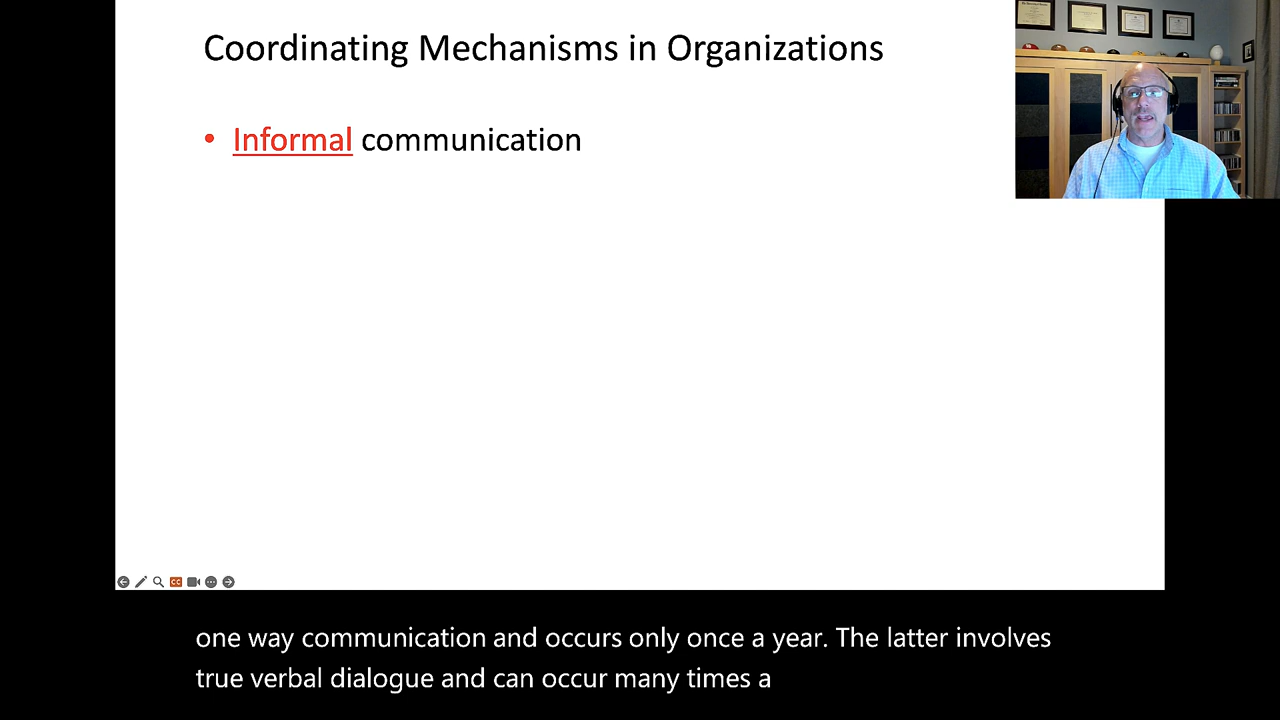 Coordinating Mechanisms in Organizations
• Informal communication
CC
one way communication and occurs only once a year. The latter involves
true verbal dialogue and can occur many times a